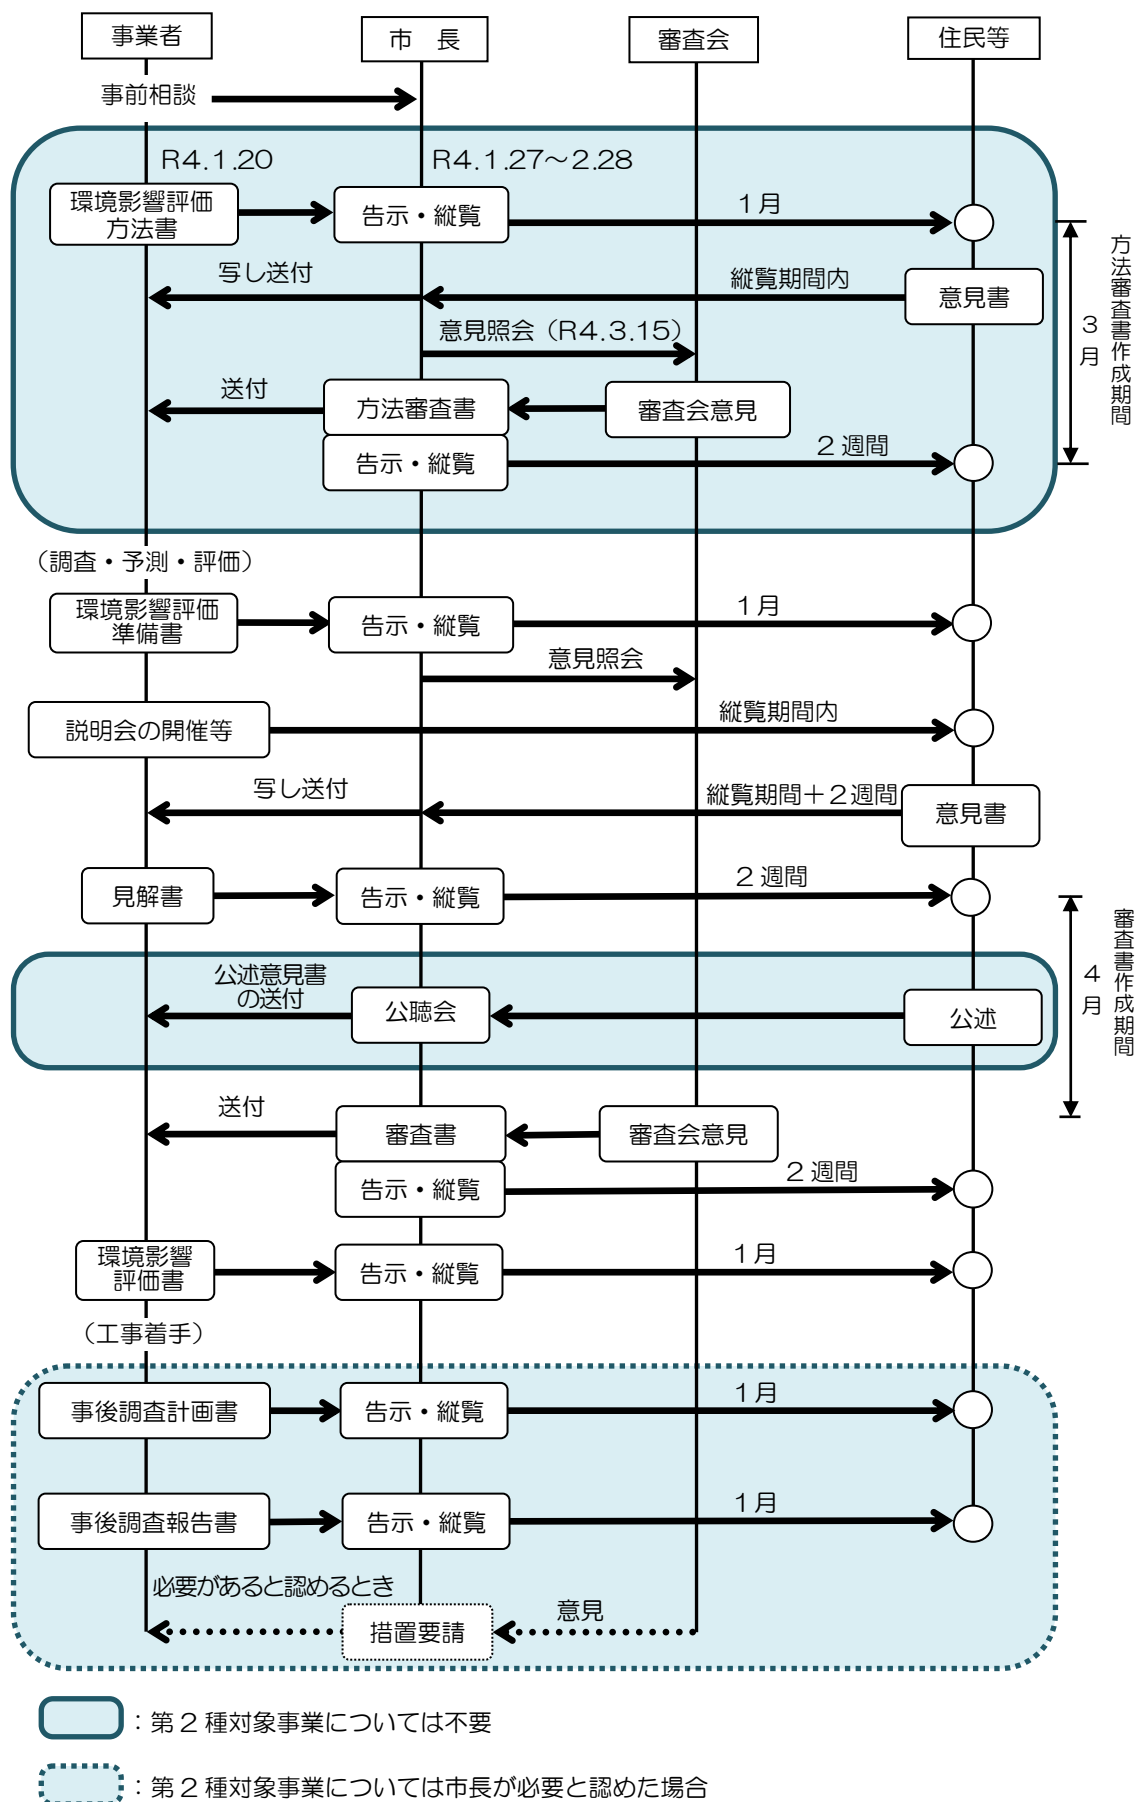 事業者
市　長
審査会
住民等
事前相談
R4.1.20
R4.1.27～2.28
環境影響評価
方法書
告示・縦覧
1月
写し送付
縦覧期間内
意見書
意見照会（R4.3.15）
送付
方法審査書
審査会意見
告示・縦覧
2週間
3月
方法審査書作成期間
（調査・予測・評価）
環境影響評価
準備書
告示・縦覧
1月
意見照会
説明会の開催等
縦覧期間内
写し送付
縦覧期間＋2週間
意見書
見解書
告示・縦覧
2週間
公述意見書
の送付
公聴会
公述
4月
審査書作成期間
送付
審査書
審査会意見
告示・縦覧
2週間
環境影響
評価書
告示・縦覧
1月
（工事着手）
事後調査計画書
告示・縦覧
1月
事後調査報告書
告示・縦覧
1月
必要があると認めるとき
措置要請
意見
：第2種対象事業については不要
：第2種対象事業については市長が必要と認めた場合